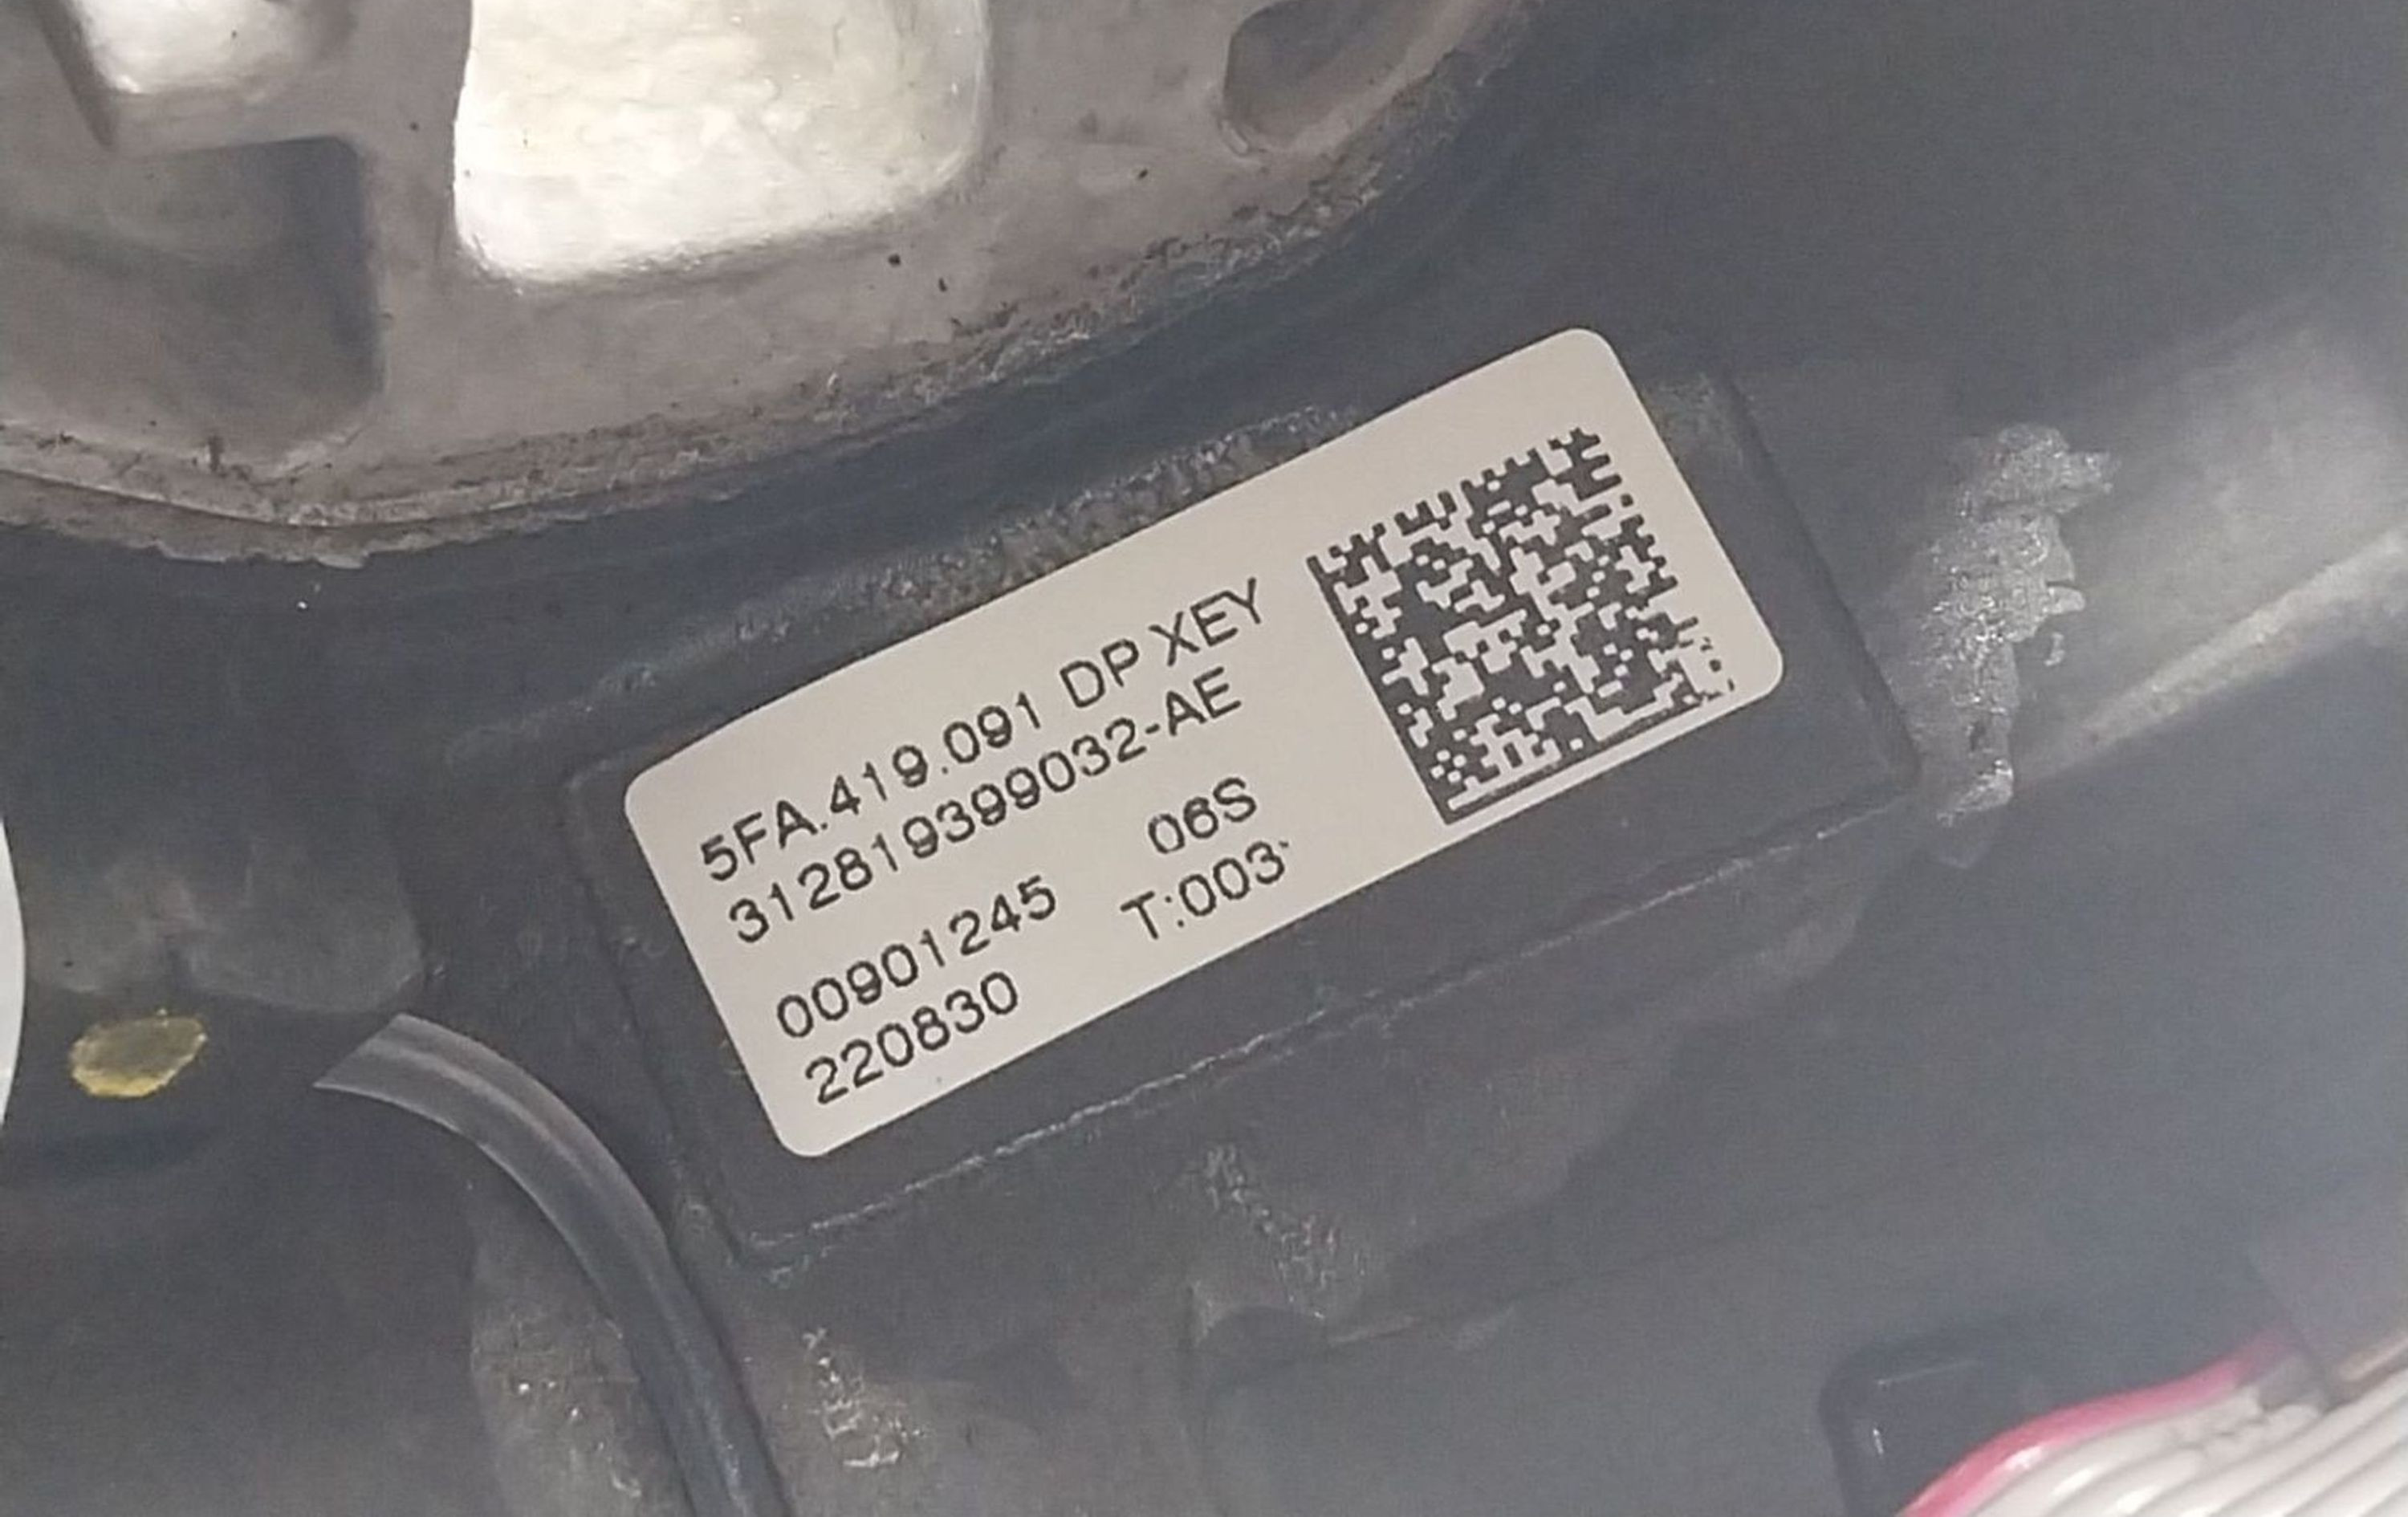 5FA.419.091 DP XEY
312819399032-AE
00901245 06S
220830 T:003